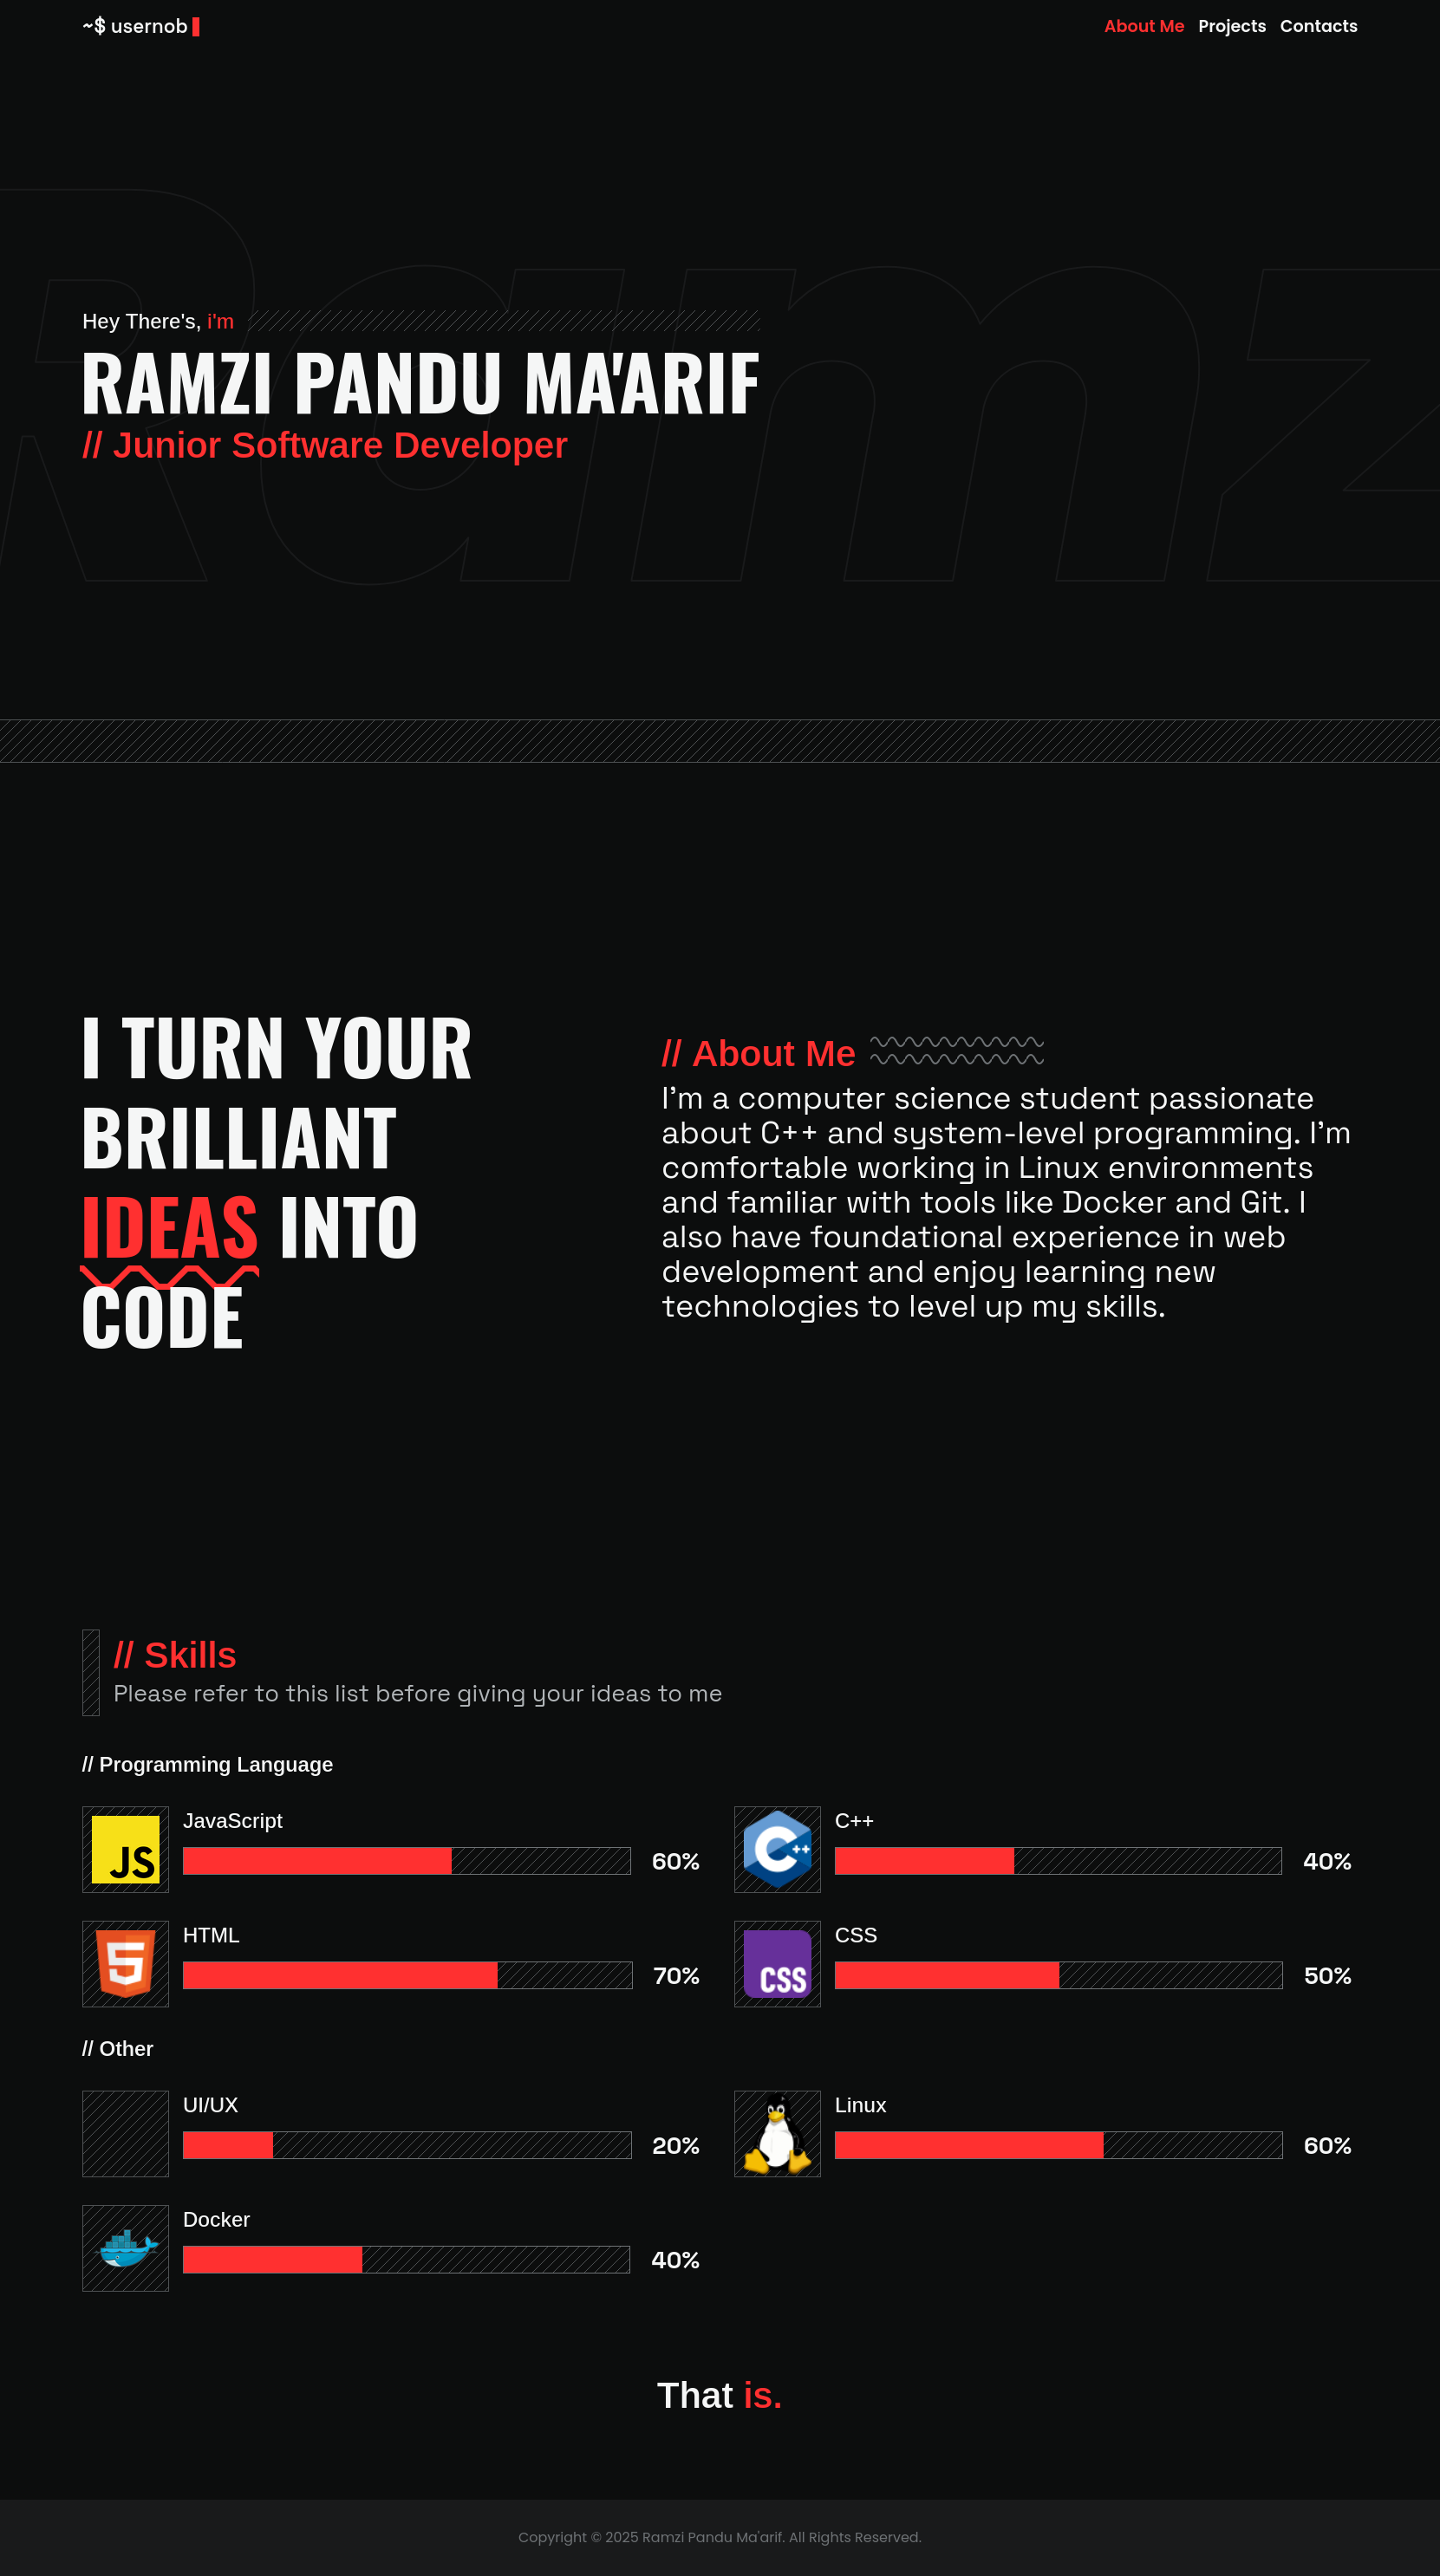 ~$ usernob
About Me Projects Contacts
Ramz
Hey There's, i'm
RAMZI PANDU MA'ARIF
// Junior Software Developer
I TURN YOUR
BRILLIANT
IDEAS INTO
CODE
// About Me
I'm a computer science student passionate
about C++ and system-level programming. I'm
comfortable working in Linux environments
and familiar with tools like Docker and Git. I
also have foundational experience in web
development and enjoy learning new
technologies to level up my skills.
// Skills
Please refer to this list before giving your ideas to me
// Programming Language
JS
JavaScript
60%
C++
C++
40%
5
HTML
70%
CSS
CSS
50%
// Other
UI/UX
20%
Linux
60%
Docker
40%
That is.
Copyright © 2025 Ramzi Pandu Ma'arif. All Rights Reserved.